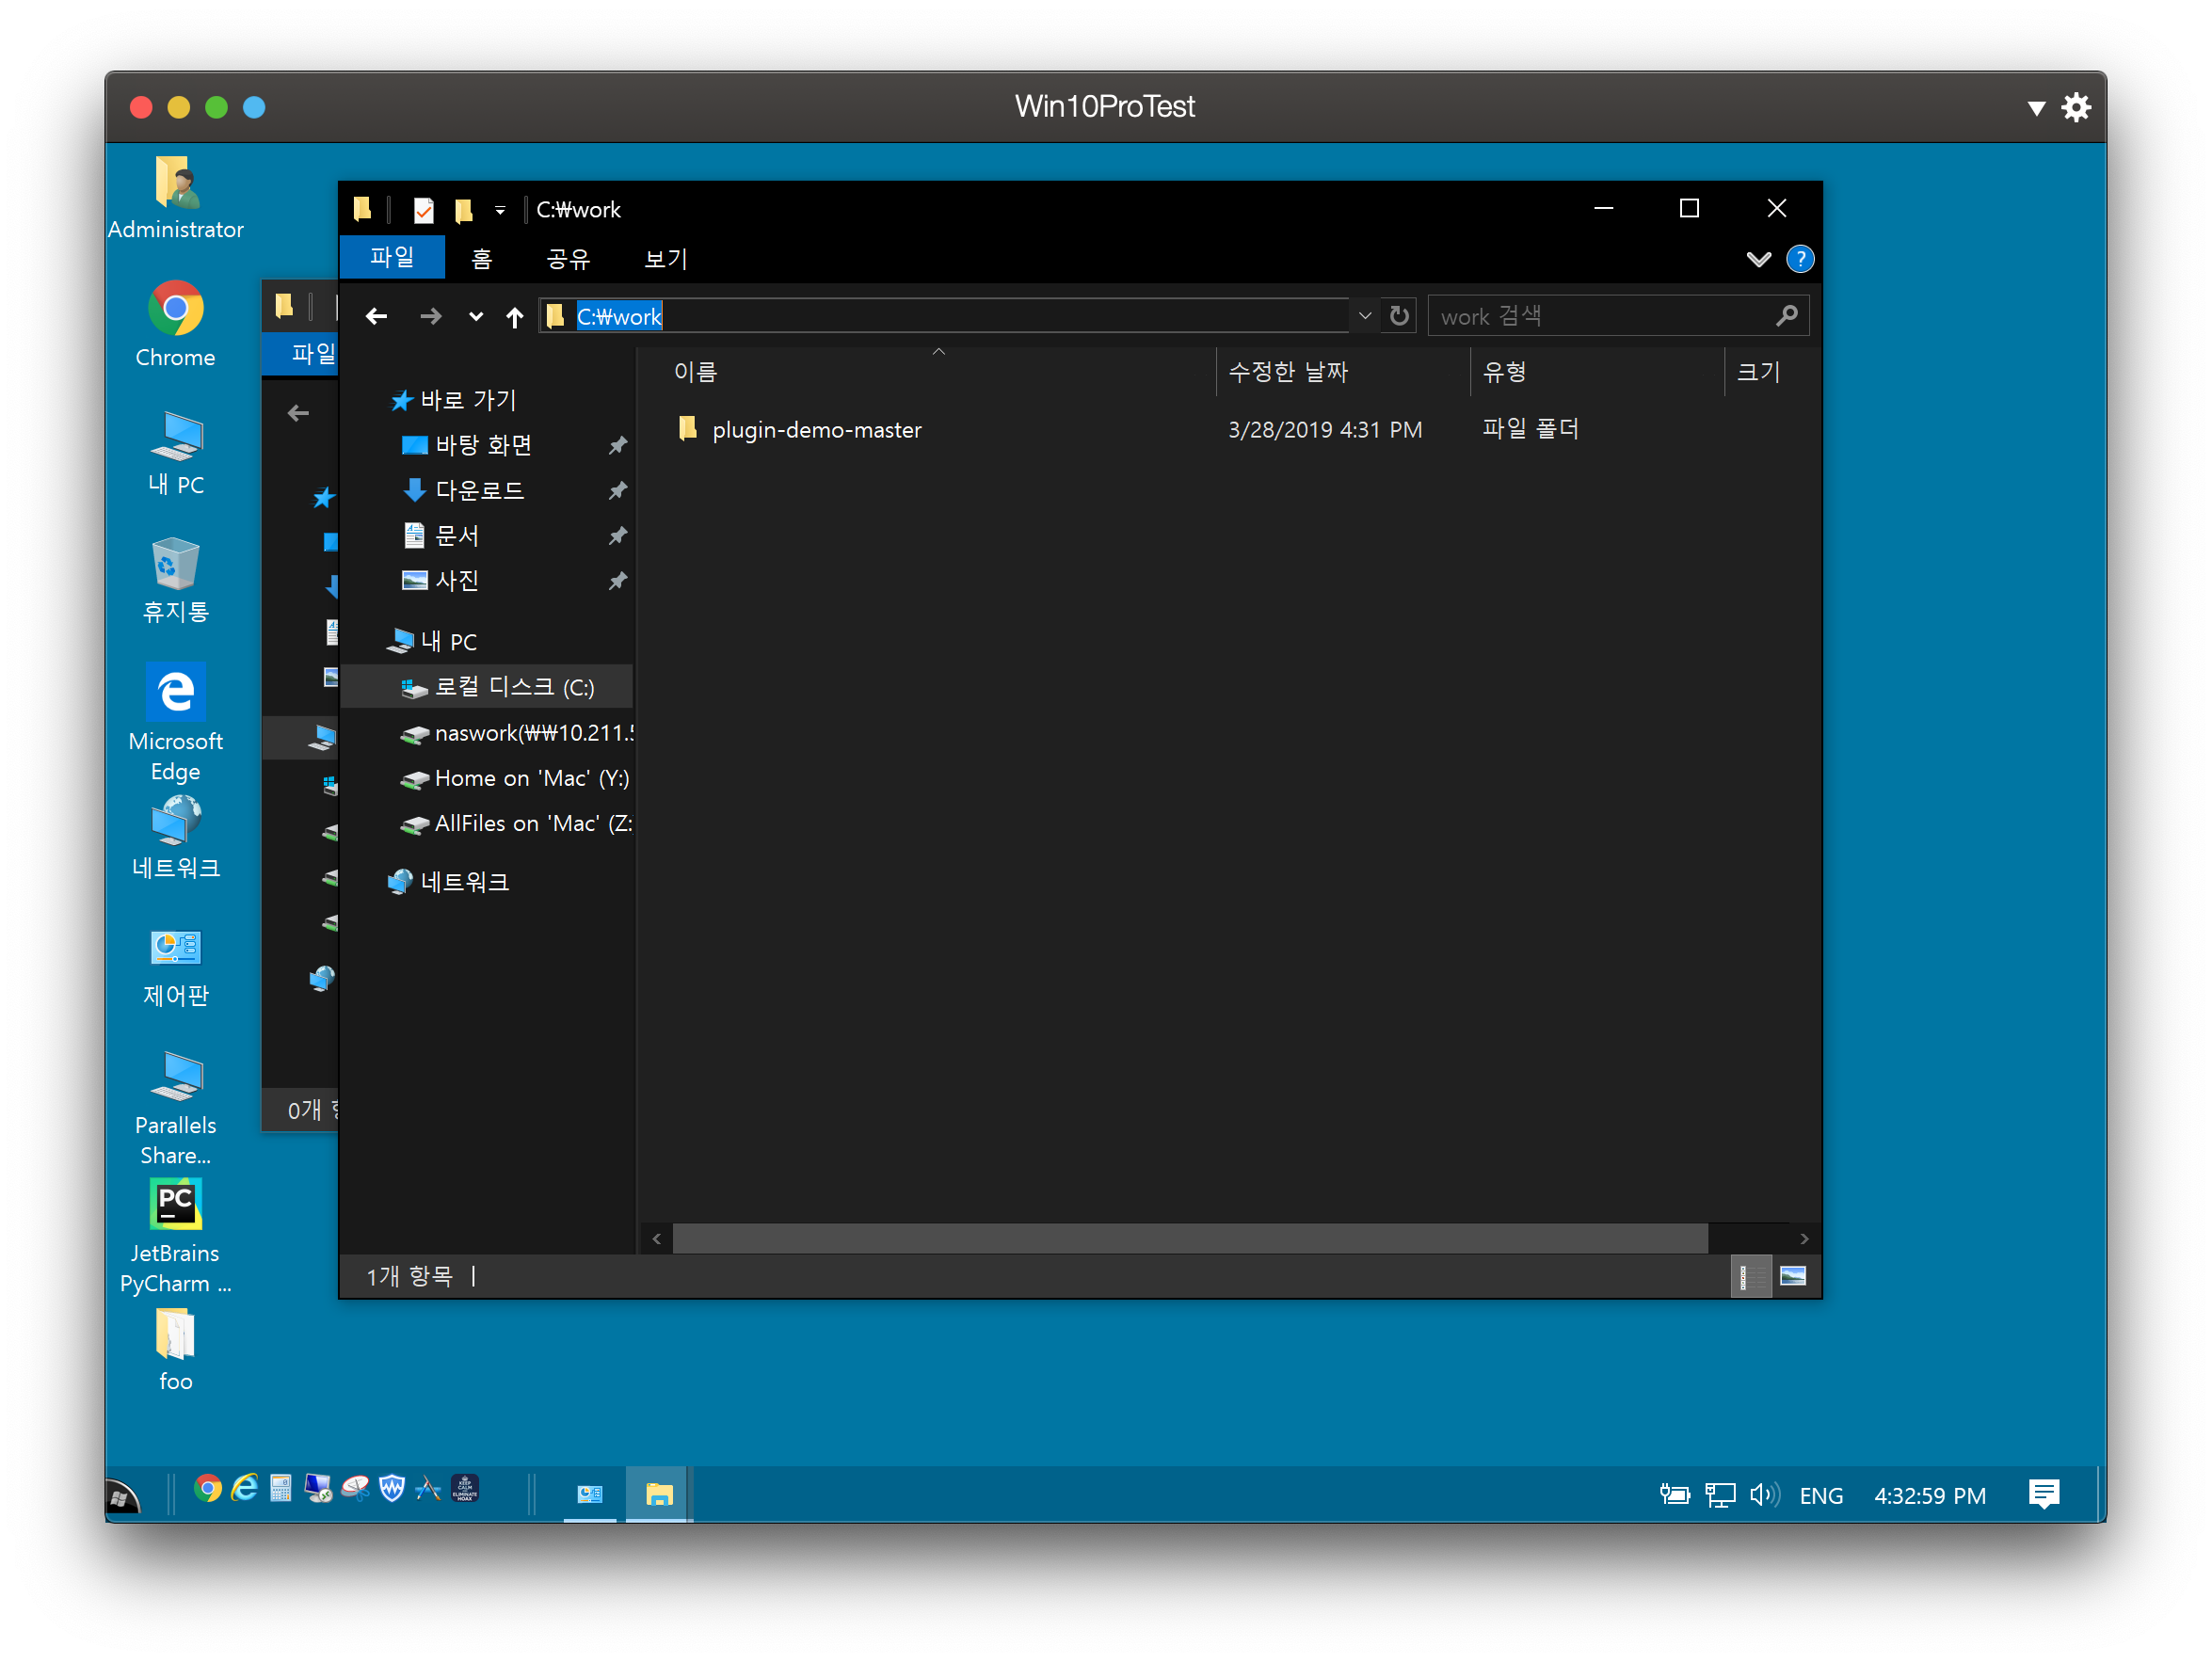 Win10ProTest
Administrator
Chrome
내 PC
휴지통
Microsoft
Edge
네트워크
제어판
Parallels
Share...
JetBrains
PyCharm ...
foo
파일
0개
C:₩work
파일 홈 공유 보기
C:₩work
work 검색
이름 수정한 날짜 유형 크기
plugin-demo-master 3/28/2019 4:31 PM 파일 폴더
바로 가기
바탕 화면
다운로드
문서
사진
내 PC
로컬 디스크 (C:)
naswork(₩₩10.211.5
Home on 'Mac' (Y:)
AllFiles on 'Mac' (Z:
네트워크
1개 항목
ENG 4:32:59 PM